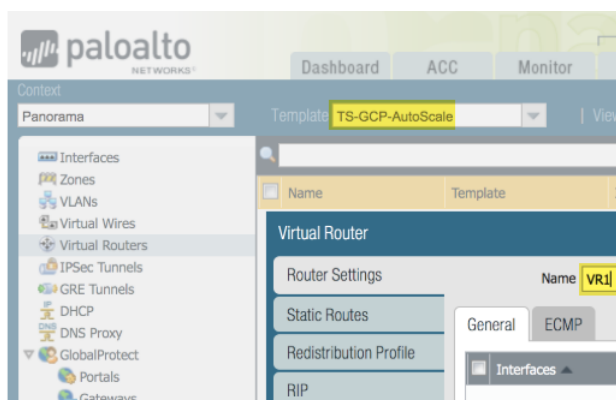 paloalto
NETWORKS
Dashboard ACC Monitor
Context
Panorama Template TS-GCP-AutoScale View
Interfaces
Zones
VLANs
Virtual Wires
Virtual Routers
IPSec Tunnels
GRE Tunnels
DHCP
DNS Proxy
GlobalProtect
Portals
Gateways
Name Template
Virtual Router
Router Settings Name VR1
Static Routes
General ECMP
Redistribution Profile
Interfaces
RIP